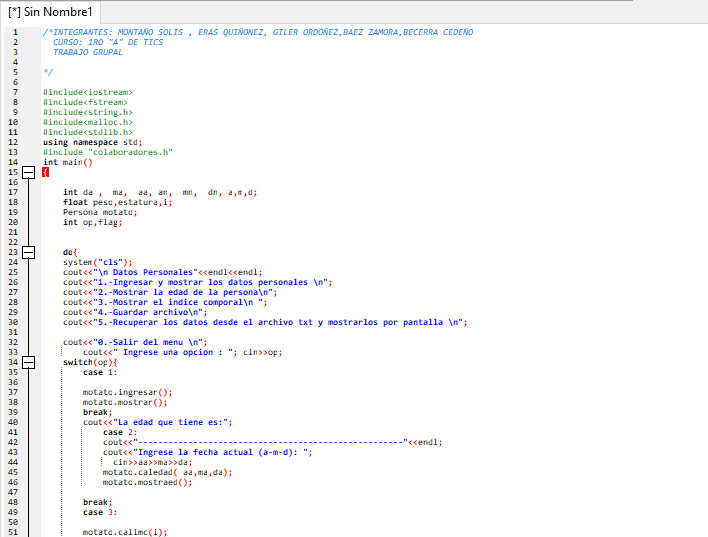 [*] Sin Nombre1
1 /*INTEGRANTES: MONTAÑO SOLIS , ERAS QUIÑONEZ, GILER ORDÓÑEZ,BAEZ ZAMORA,BECERRA CEDEÑO
2 CURSO: 1RO "A" DE TICS
3 TRABAJO GRUPAL
4
5 */
6
7 #include<iostream>
8 #include<fstream>
9 #include<string.h>
10 #include<malloc.h>
11 #include<stdlib.h>
12 using namespace std;
13 #include "colaboradores.h"
14 int main()
15 {
16
17 int da , ma, aa, an, mn, dn, a,m,d;
18 float peso,estatura,i;
19 Persona motato;
20 int op,flag;
21
22
23 do{
24 system("cls");
25 cout<<"\n Datos Personales"<<endl<<endl;
26 cout<<"1.-Ingresar y mostrar los datos personales \n";
27 cout<<"2.-Mostrar la edad de la persona\n";
28 cout<<"3.-Mostrar el indice comporal\n ";
29 cout<<"4.-Guardar archivo\n";
30 cout<<"5.-Recuperar los datos desde el archivo txt y mostrarlos por pantalla \n";
31
32 cout<<"0.-Salir del menu \n";
33 cout<<" Ingrese una opcion : "; cin>>op;
34 switch(op){
35 case 1:
36
37 motato.ingresar();
38 motato.mostrar();
39 break;
40 cout<<"La edad que tiene es:";
41 case 2:
42 cout<<"-----------------------------------------------------"<<endl;
43 cout<<"Ingrese la fecha actual (a-m-d): ";
44 cin>>aa>>ma>>da;
45 motato.caledad( aa,ma,da);
46 motato.mostraed();
47
48 break;
49 case 3:
50
51 motato.calimc(i);